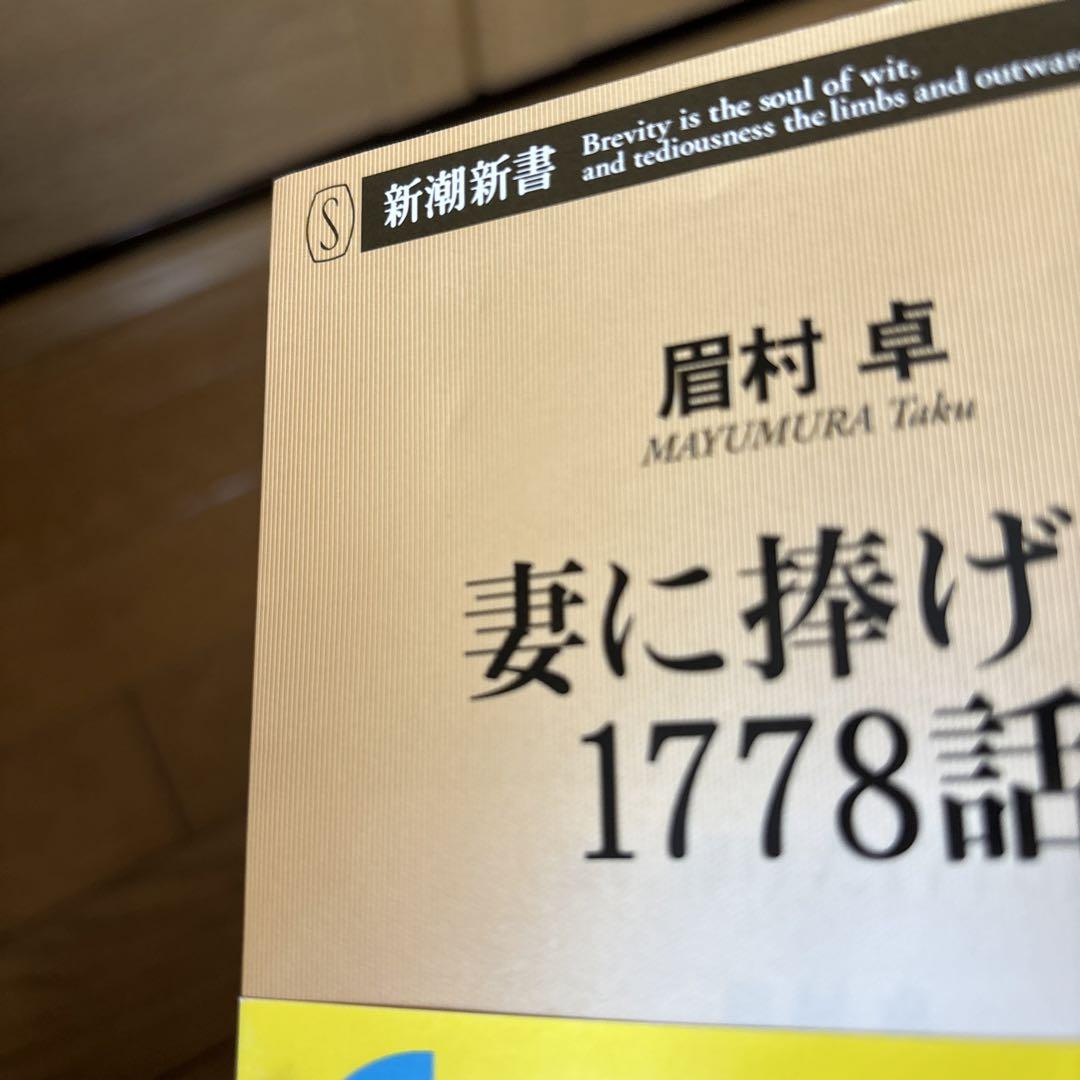 S
新潮新書
Brevity is the soul of wit,
and tediousness the limbs and outwar
眉村 卓
MAYUMURA Taku
妻に捧げ
1778話